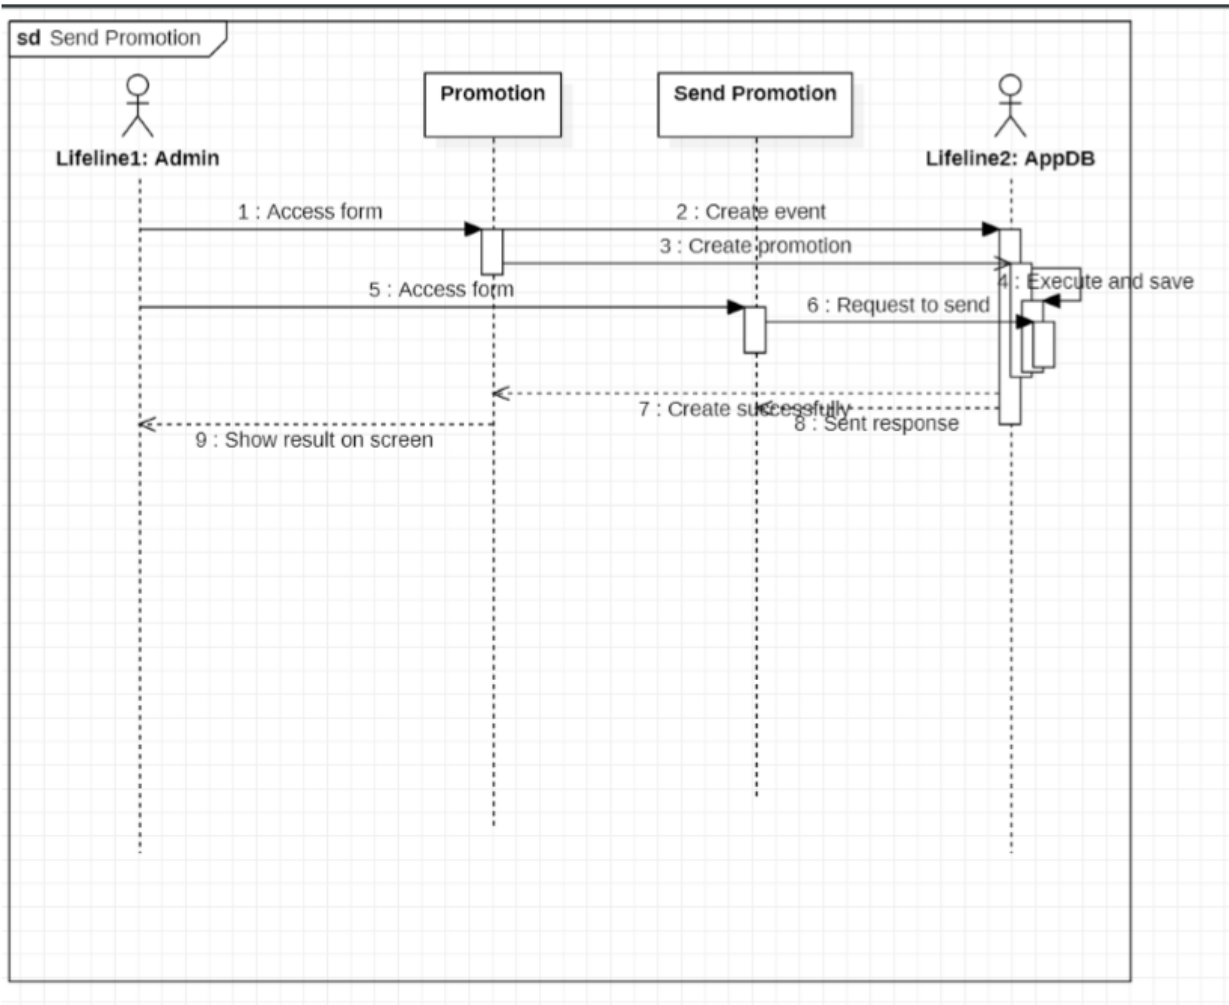 sd Send Promotion
Promotion
Send Promotion
Lifeline1: Admin
Lifeline2: AppDB
1 : Access form
2 : Create event
3 : Create promotion
4 : Execute and save
5 : Access form
6 : Request to send
7 : Create successfully
8 : Sent response
9 : Show result on screen